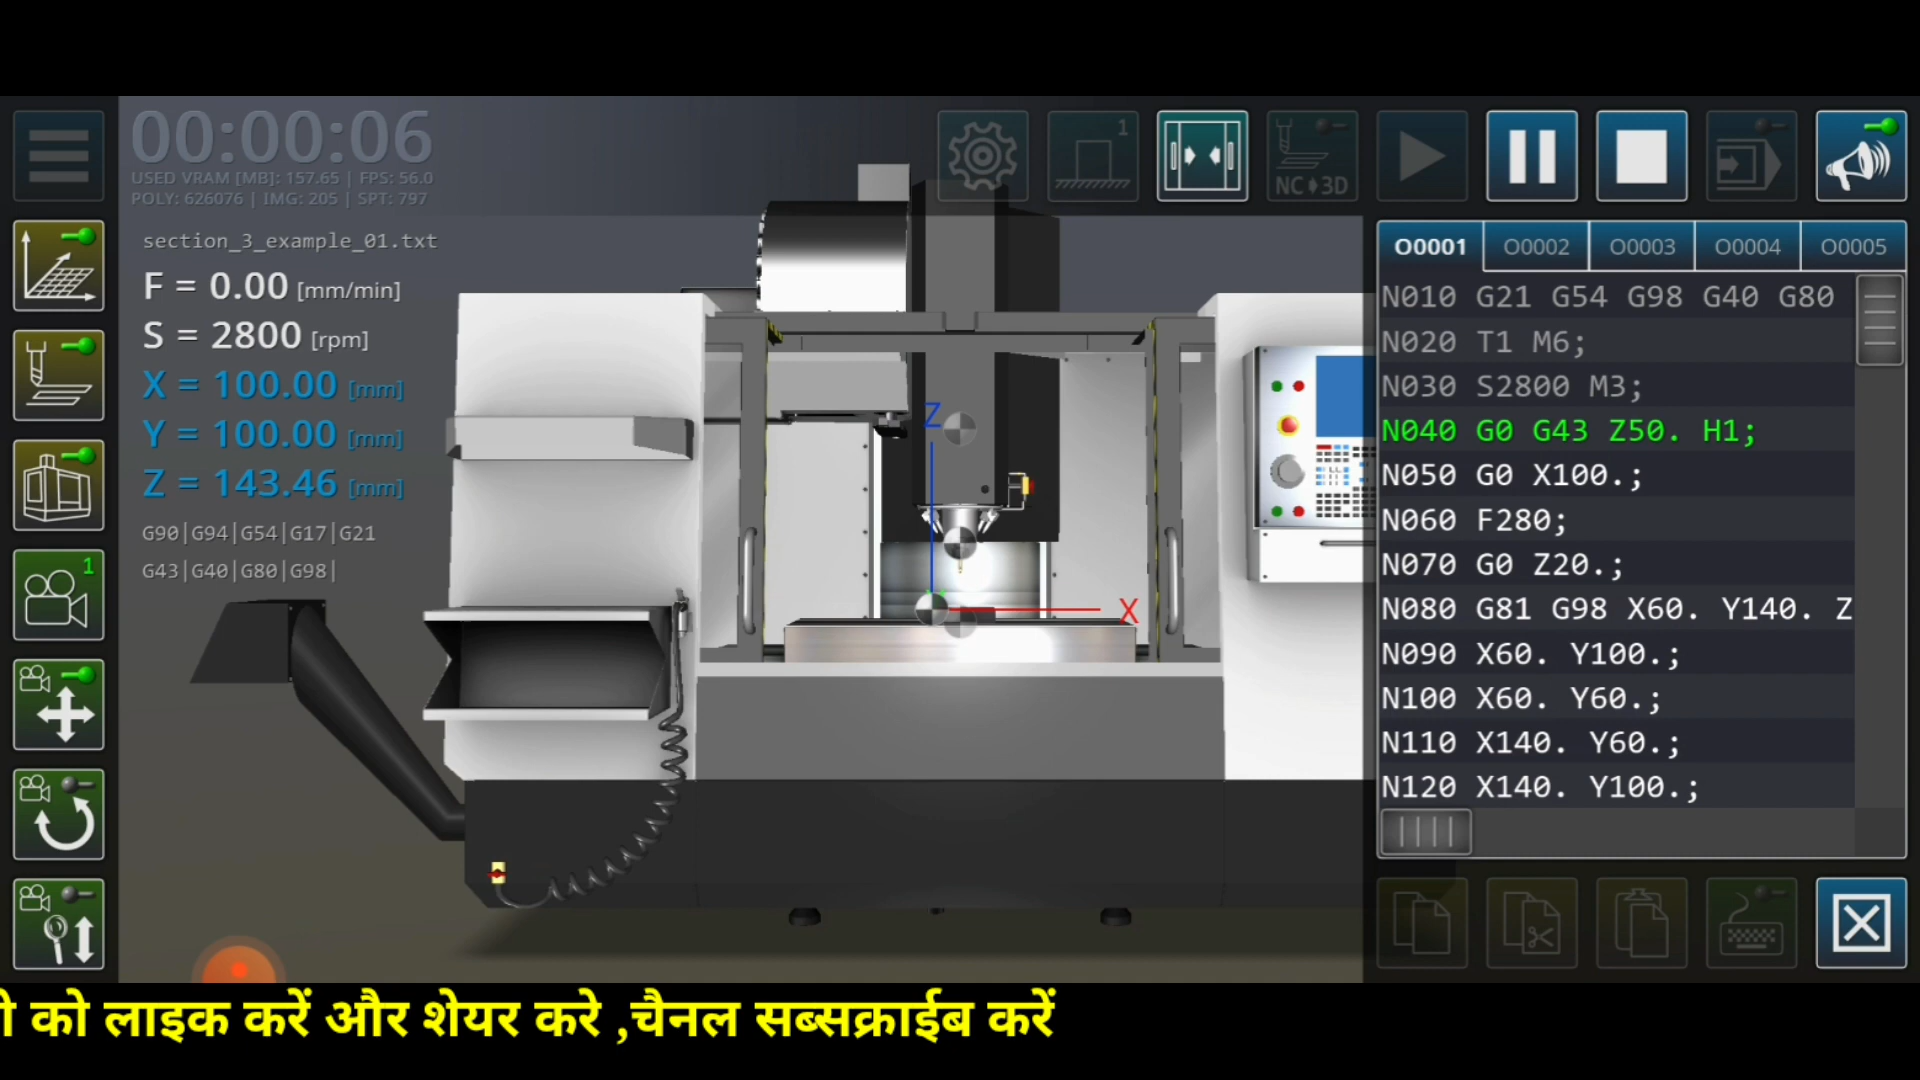 00:00:06
USED VRAM [MB]: 157.65 | FPS: 56.0
POLY: 626076 | IMG: 205 | SPT: 797
section_3_example_01.txt
F = 0.00 [mm/min]
S = 2800 [rpm]
X = 100.00 [mm]
Y = 100.00 [mm]
Z = 143.46 [mm]
G90|G94|G54|G17|G21
G43|G40|G80|G98|
1
1
NC 3D
Z
X
O0001 O0002 O0003 O0004 O0005
N010 G21 G54 G98 G40 G80
N020 T1 M6;
N030 S2800 M3;
N040 G0 G43 Z50. H1;
N050 G0 X100.;
N060 F280;
N070 G0 Z20.;
N080 G81 G98 X60. Y140. Z
N090 X60. Y100.;
N100 X60. Y60.;
N110 X140. Y60.;
N120 X140. Y100.;
को लाइक करें और शेयर करे ,चैनल सब्सक्राईब करें